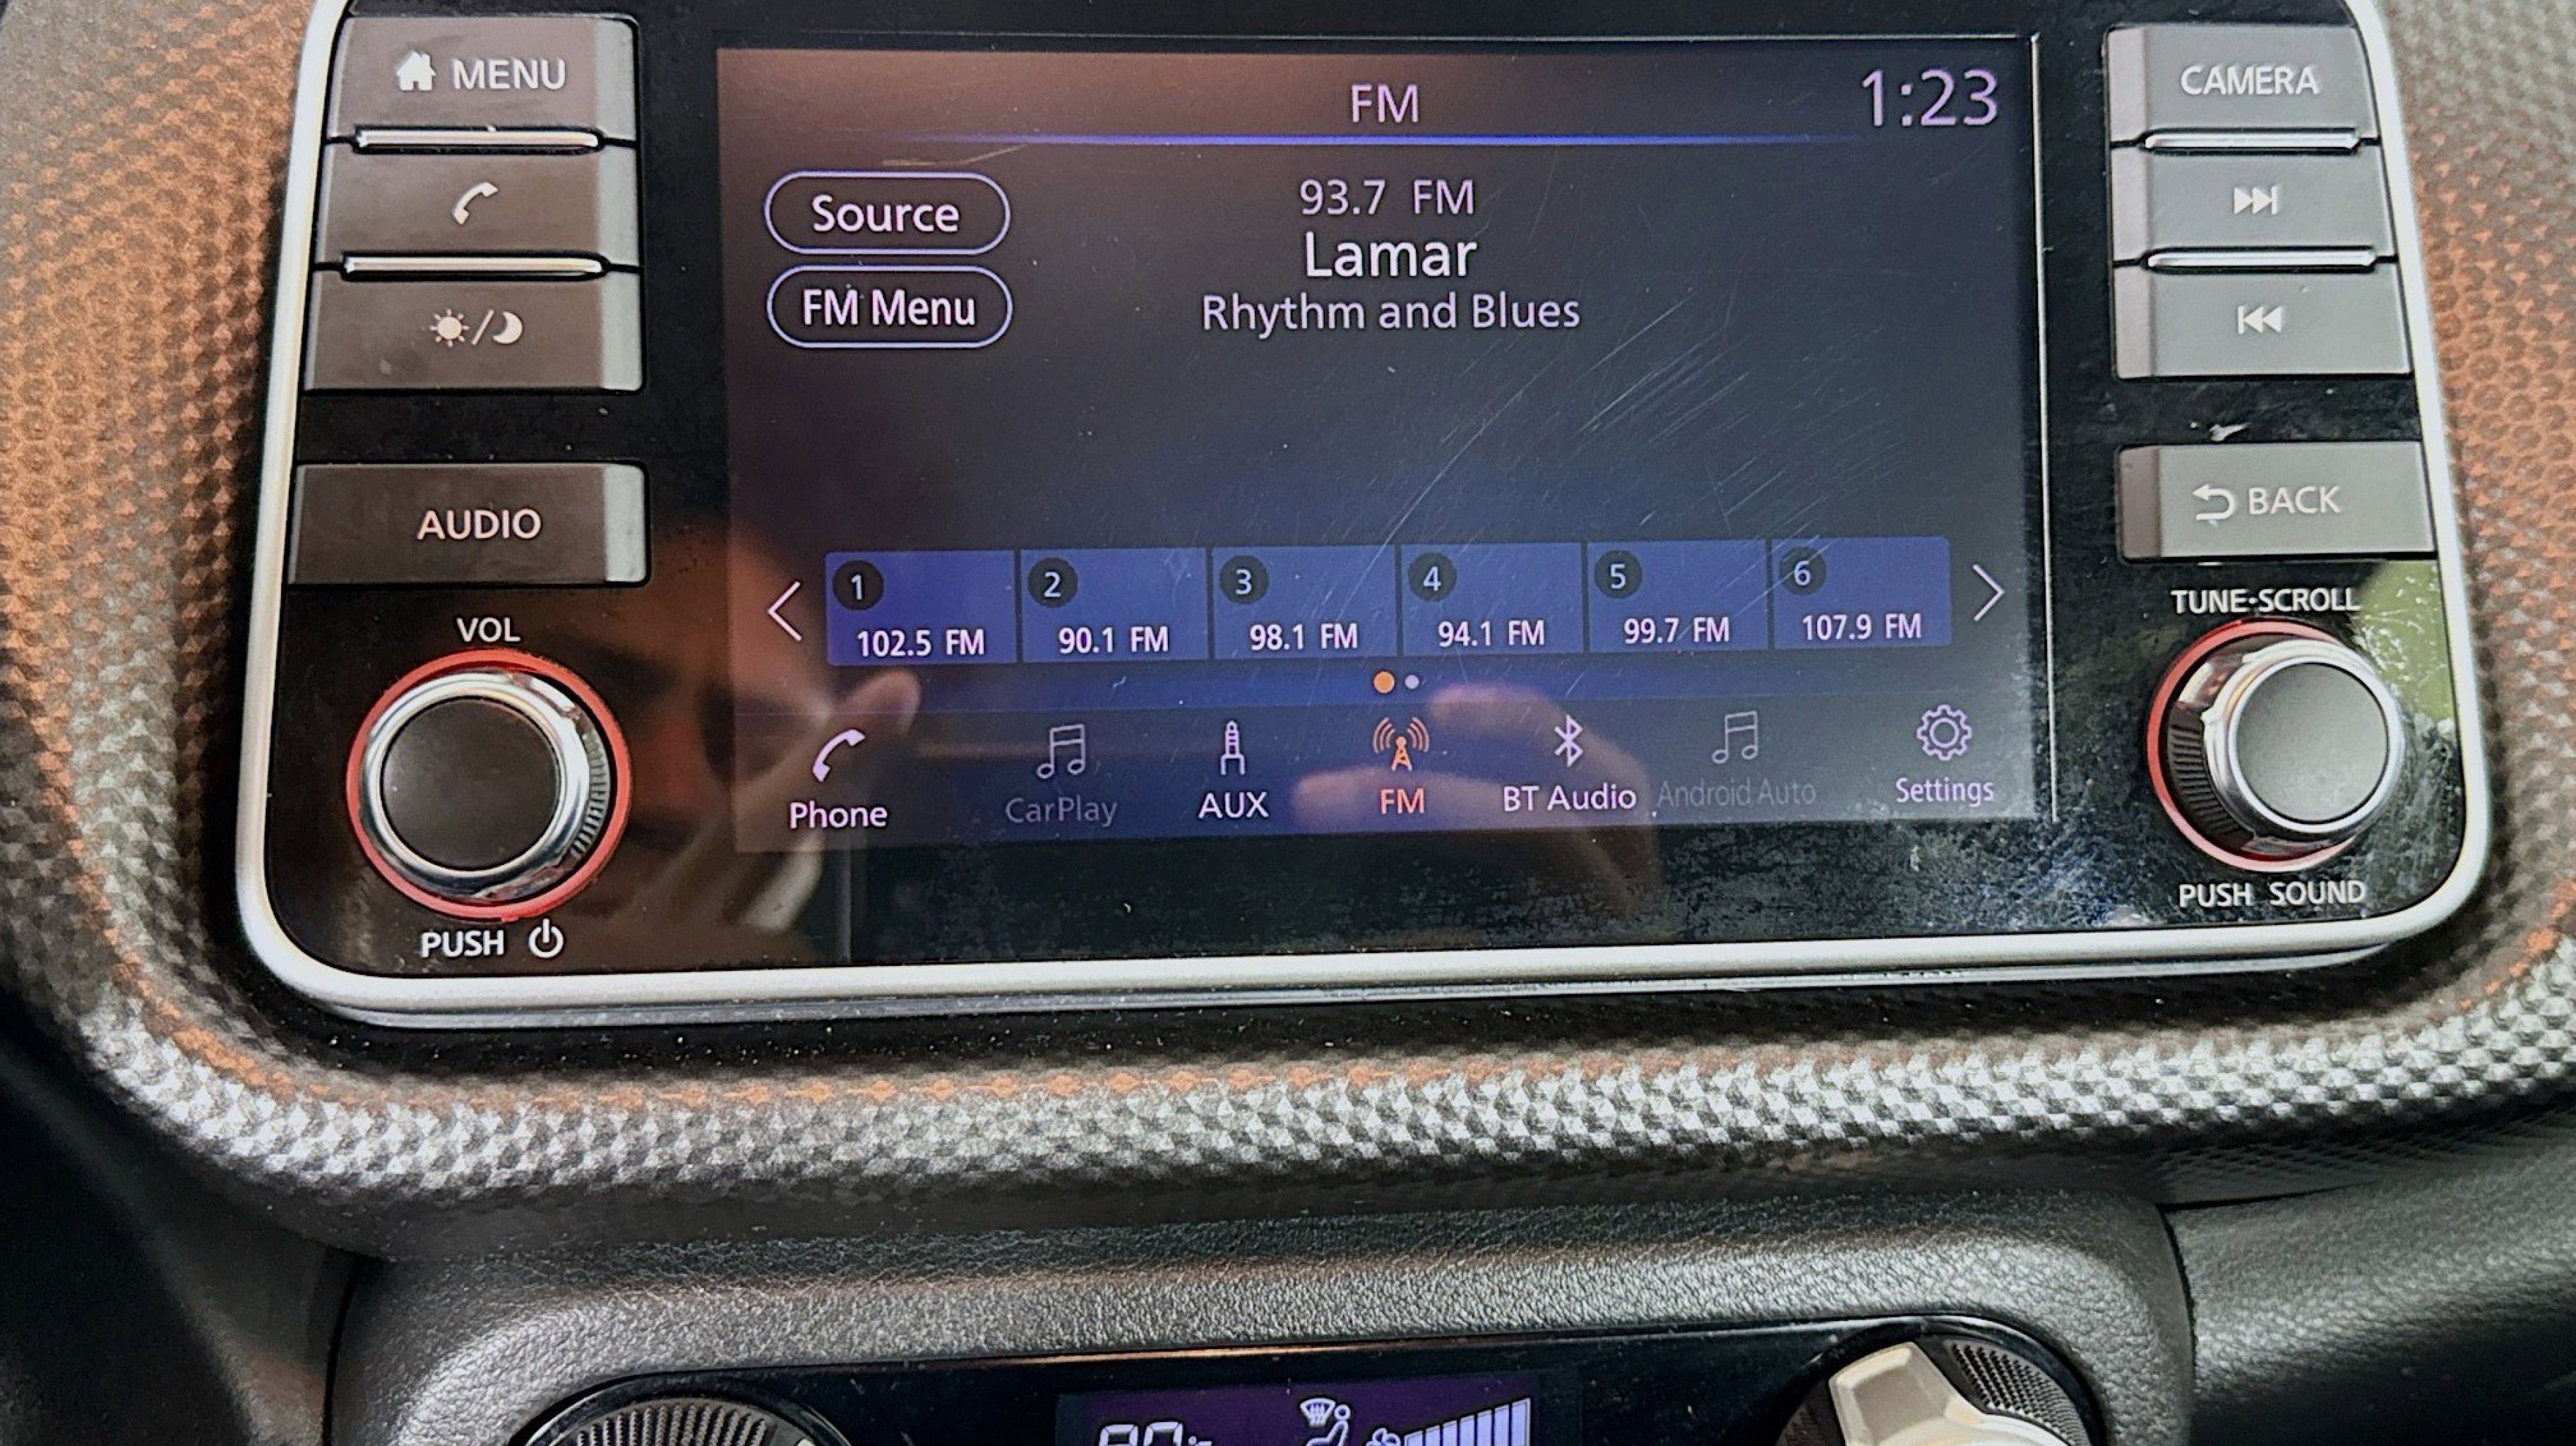 MENU
CAMERA
FM
1:23
Source
93.7 FM
Lamar
FM Menu
Rhythm and Blues
AUDIO
BACK
1
2
3
4
5
6
102.5 FM
90.1 FM
98.1 FM
94.1 FM
99.7 FM
107.9 FM
VOL
TUNE·SCROLL
Phone
CarPlay
AUX
FM
BT Audio
Android Auto
Settings
PUSH
PUSH SOUND